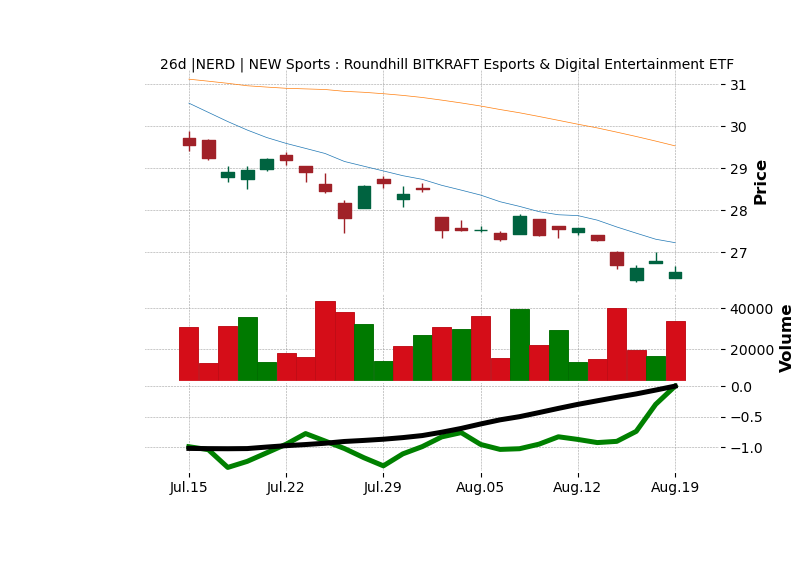 26d |NERD | NEW Sports : Roundhill BITKRAFT Esports & Digital Entertainment ETF
31
30
29
28
27
Price
40000
20000
Volume
0.0
−0.5
−1.0
Jul.15 Jul.22 Jul.29 Aug.05 Aug.12 Aug.19